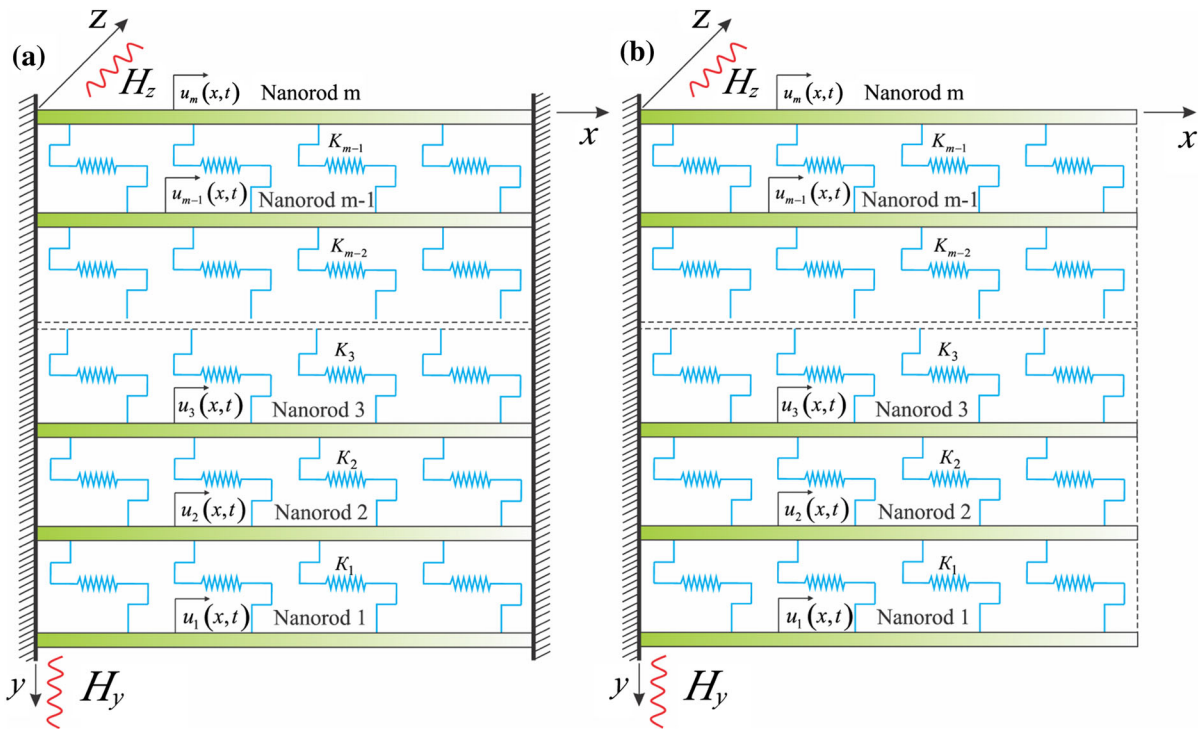 (a)
z
H_z
u_m(x,t) Nanorod m
x
K_{m-1}
u_{m-1}(x,t) Nanorod m-1
K_{m-2}
K_3
u_3(x,t) Nanorod 3
K_2
u_2(x,t) Nanorod 2
K_1
u_1(x,t) Nanorod 1
y
H_y
(b)
z
H_z
u_m(x,t) Nanorod m
x
K_{m-1}
u_{m-1}(x,t) Nanorod m-1
K_{m-2}
K_3
u_3(x,t) Nanorod 3
K_2
u_2(x,t) Nanorod 2
K_1
u_1(x,t) Nanorod 1
y
H_y